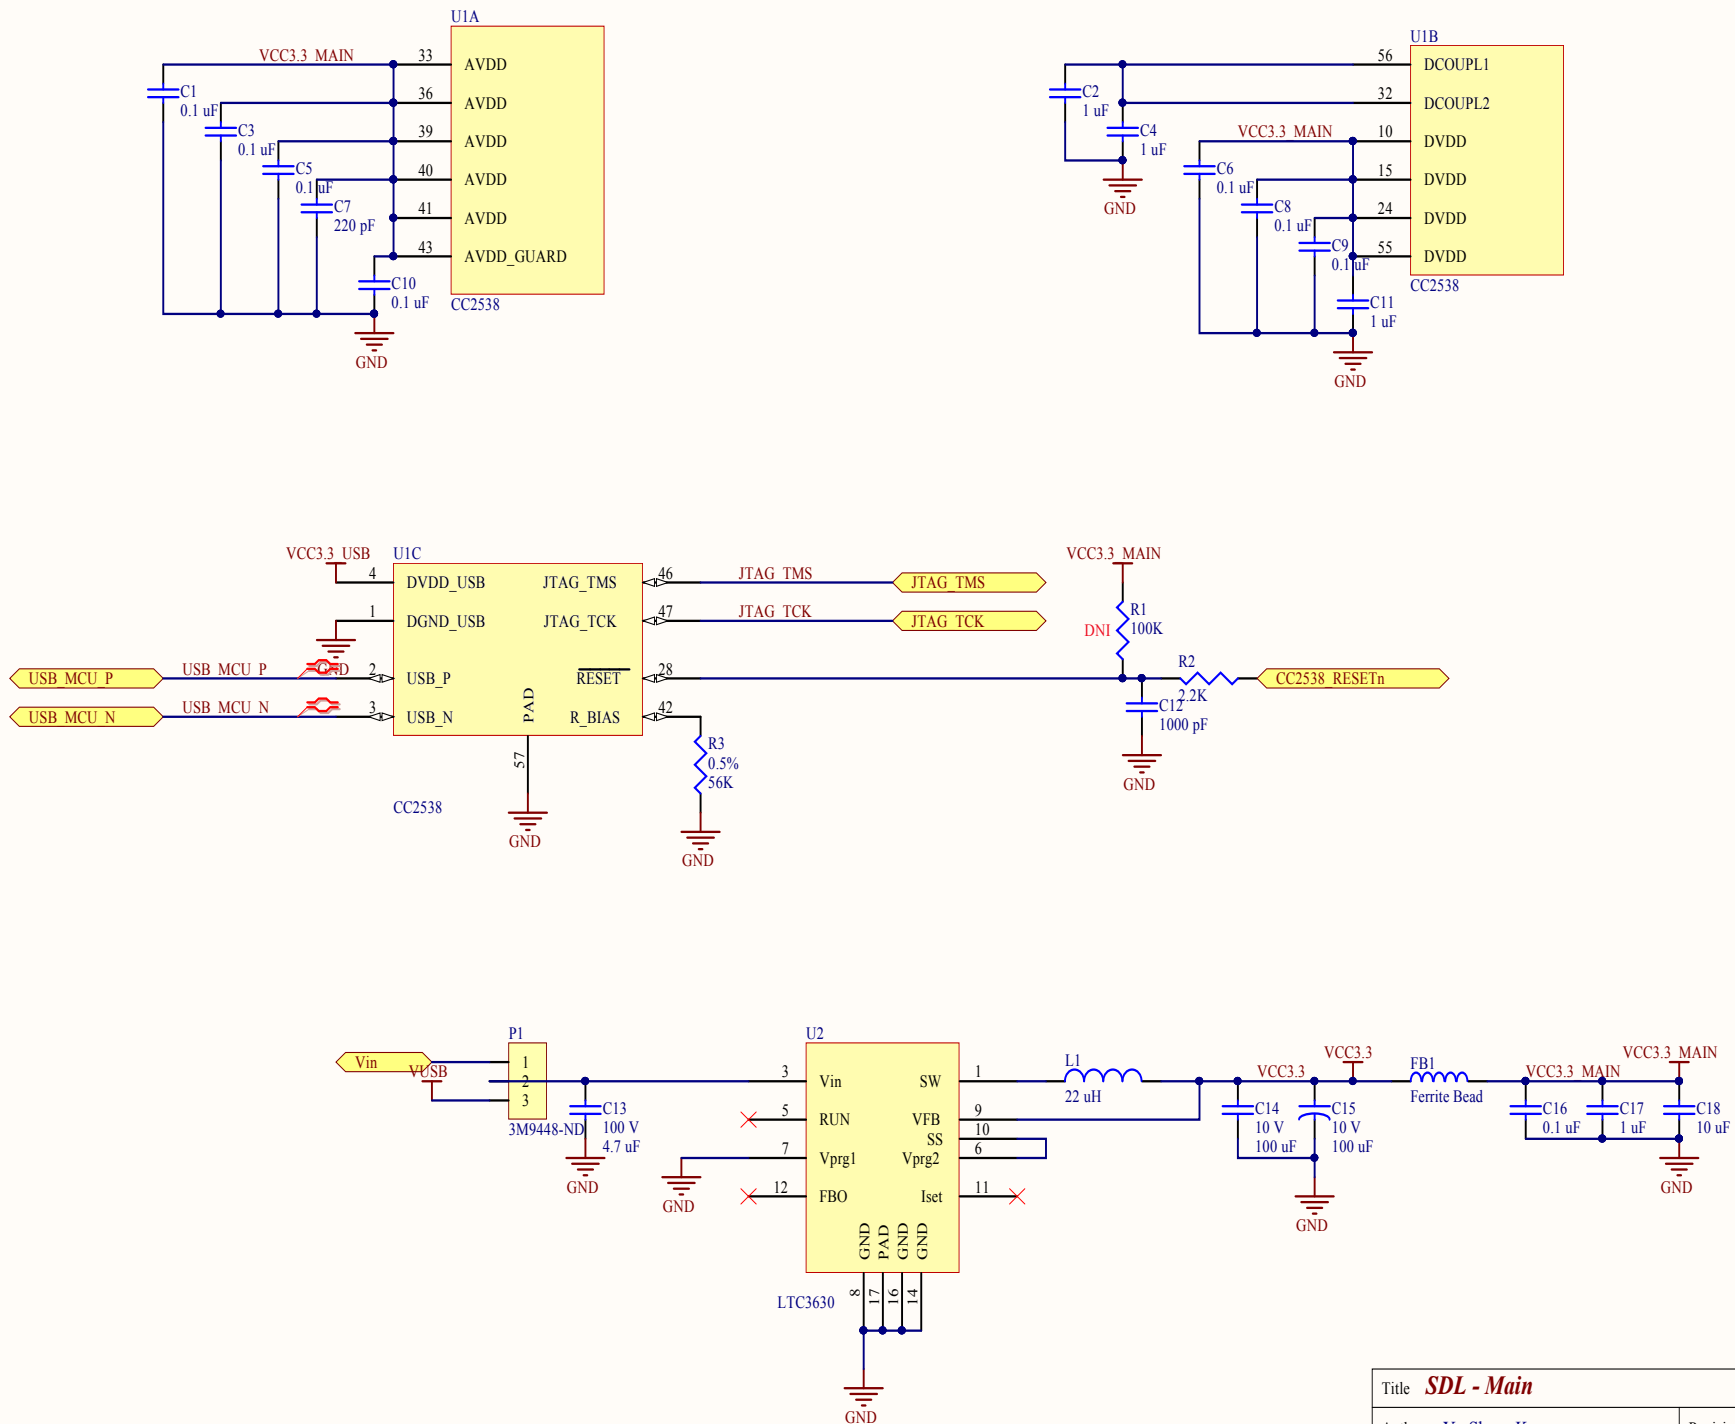 U1A
VCC3.3_MAIN
33 AVDD
36 AVDD
39 AVDD
40 AVDD
41 AVDD
43 AVDD_GUARD
CC2538
C1
0.1 uF
C3
0.1 uF
C5
0.1 uF
C7
220 pF
C10
0.1 uF
GND
U1B
56 DCOUPL1
32 DCOUPL2
10 DVDD
15 DVDD
24 DVDD
55 DVDD
CC2538
C2
1 uF
C4
1 uF
GND
VCC3.3_MAIN
C6
0.1 uF
C8
0.1 uF
C9
0.1uF
C11
1 uF
GND
VCC3.3_USB
U1C
4 DVDD_USB
1 DGND_USB
GND
USB_MCU_P USB_MCU_P 2 USB_P
USB_MCU_N USB_MCU_N 3 USB_N
JTAG_TMS 46 JTAG_TMS JTAG_TMS
JTAG_TCK 47 JTAG_TCK JTAG_TCK
RESET 28
R_BIAS 42
PAD
57
CC2538
GND
R3
0.5%
56K
GND
VCC3.3_MAIN
R1
DNI 100K
R2
2.2K
CC2538_RESETn
C12
1000 pF
GND
P1
Vin
VUSB
1
2
3
3M9448-ND
C13
100 V
4.7 uF
GND
U2
3 Vin
5 RUN
7 Vprg1
12 FBO
SW 1
VFB 9
SS 10
Vprg2 6
Iset 11
GND
PAD
GND
GND
8
17
16
14
LTC3630
GND
GND
L1
22 uH
VCC3.3
VCC3.3
C14
10 V
100 uF
C15
10 V
100 uF
GND
FB1
Ferrite Bead
VCC3.3_MAIN
VCC3.3_MAIN
C16
0.1 uF
C17
1 uF
C18
10 uF
GND
Title SDL - Main